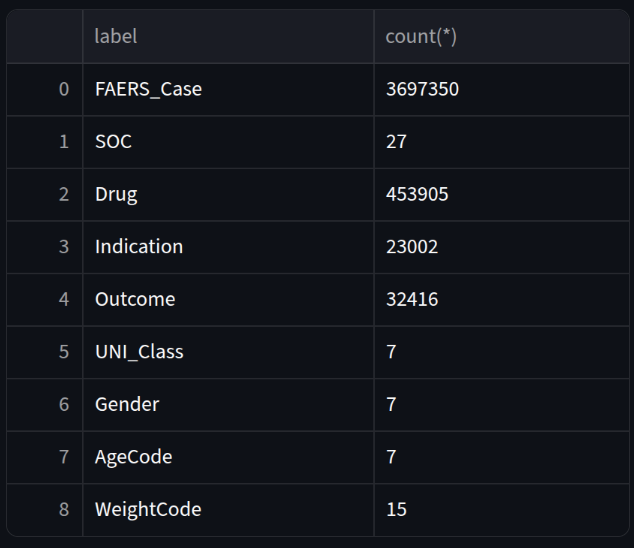 label count(*)
0 FAERS_Case 3697350
1 SOC 27
2 Drug 453905
3 Indication 23002
4 Outcome 32416
5 UNI_Class 7
6 Gender 7
7 AgeCode 7
8 WeightCode 15